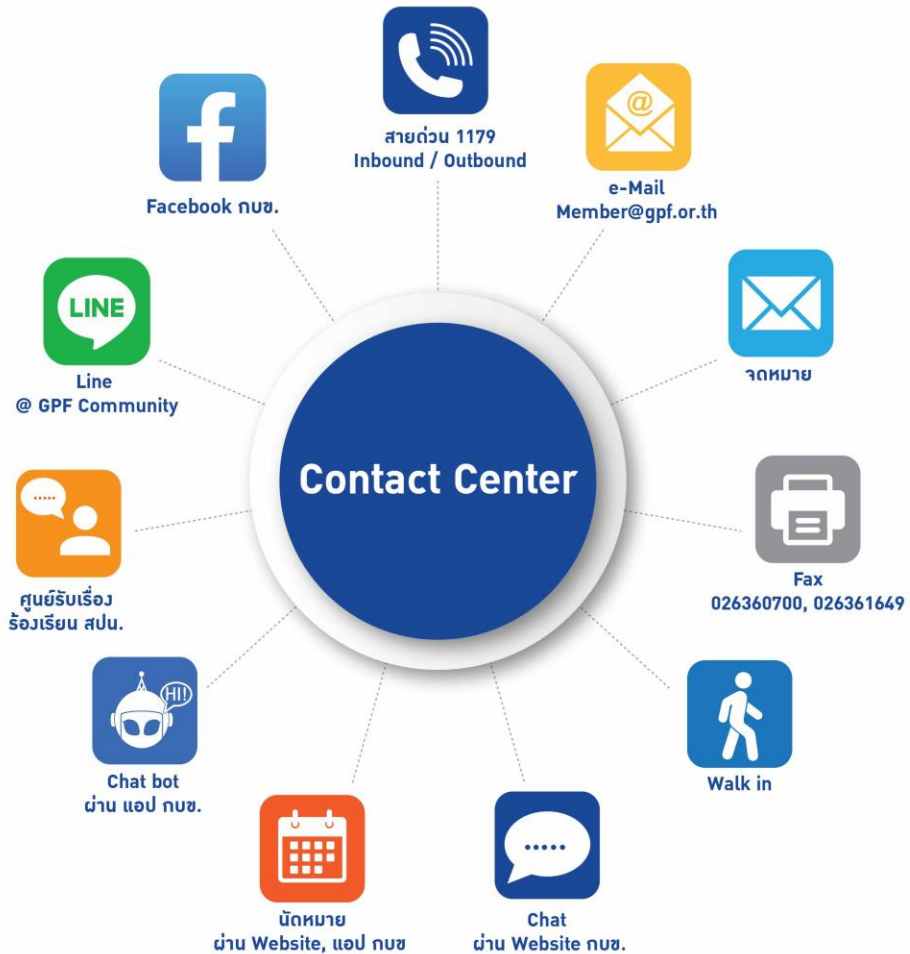 สายด่วน 1179
Inbound / Outbound
e-Mail
Member@gpf.or.th
@
จดหมาย
Fax
026360700, 026361649
Walk in
Chat
ผ่าน Website กบข.
นัดหมาย
ผ่าน Website, แอป กบข
HI!
Chat bot
ผ่าน แอป กบข.
ศูนย์รับเรื่อง
ร้องเรียน สปน.
LINE
Line
@ GPF Community
f
Facebook กบข.
Contact Center